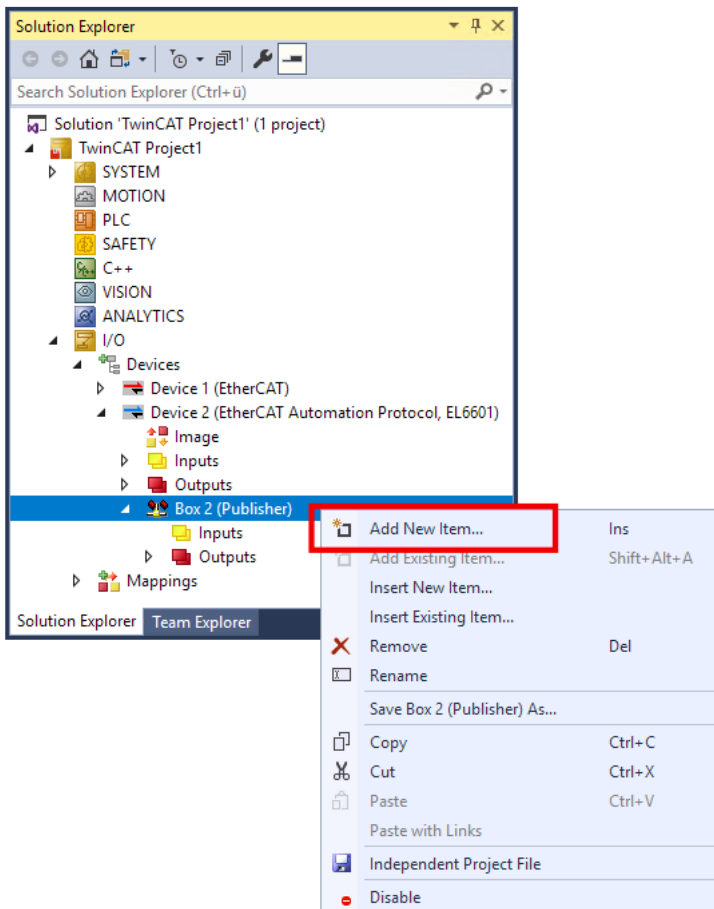 Solution Explorer
Search Solution Explorer (Ctrl+ü)
Solution 'TwinCAT Project1' (1 project)
TwinCAT Project1
SYSTEM
MOTION
PLC
SAFETY
C++
VISION
ANALYTICS
I/O
Devices
Device 1 (EtherCAT)
Device 2 (EtherCAT Automation Protocol, EL6601)
Image
Inputs
Outputs
Box 2 (Publisher)
Inputs
Outputs
Mappings
Solution Explorer Team Explorer
Add New Item... Ins
Add Existing Item... Shift+Alt+A
Insert New Item...
Insert Existing Item...
Remove Del
Rename
Save Box 2 (Publisher) As...
Copy Ctrl+C
Cut Ctrl+X
Paste Ctrl+V
Paste with Links
Independent Project File
Disable